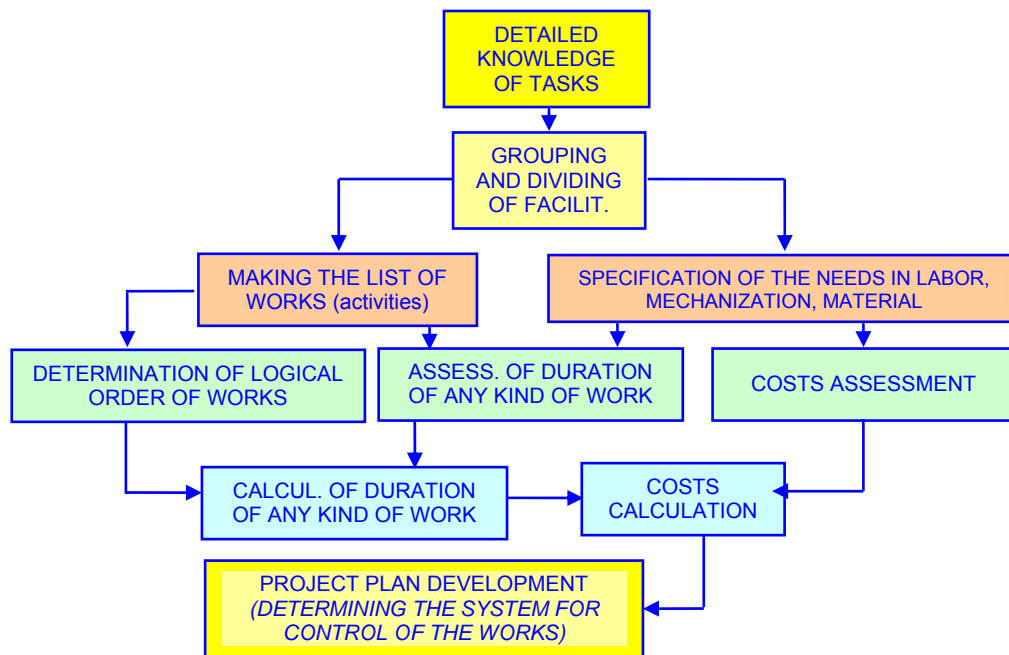 DETAILED
KNOWLEDGE
OF TASKS
GROUPING
AND DIVIDING
OF FACILIT.
MAKING THE LIST OF
WORKS (activities)
SPECIFICATION OF THE NEEDS IN LABOR,
MECHANIZATION, MATERIAL
DETERMINATION OF LOGICAL
ORDER OF WORKS
ASSESS. OF DURATION
OF ANY KIND OF WORK
COSTS ASSESSMENT
CALCUL. OF DURATION
OF ANY KIND OF WORK
COSTS
CALCULATION
PROJECT PLAN DEVELOPMENT
(DETERMINING THE SYSTEM FOR
CONTROL OF THE WORKS)